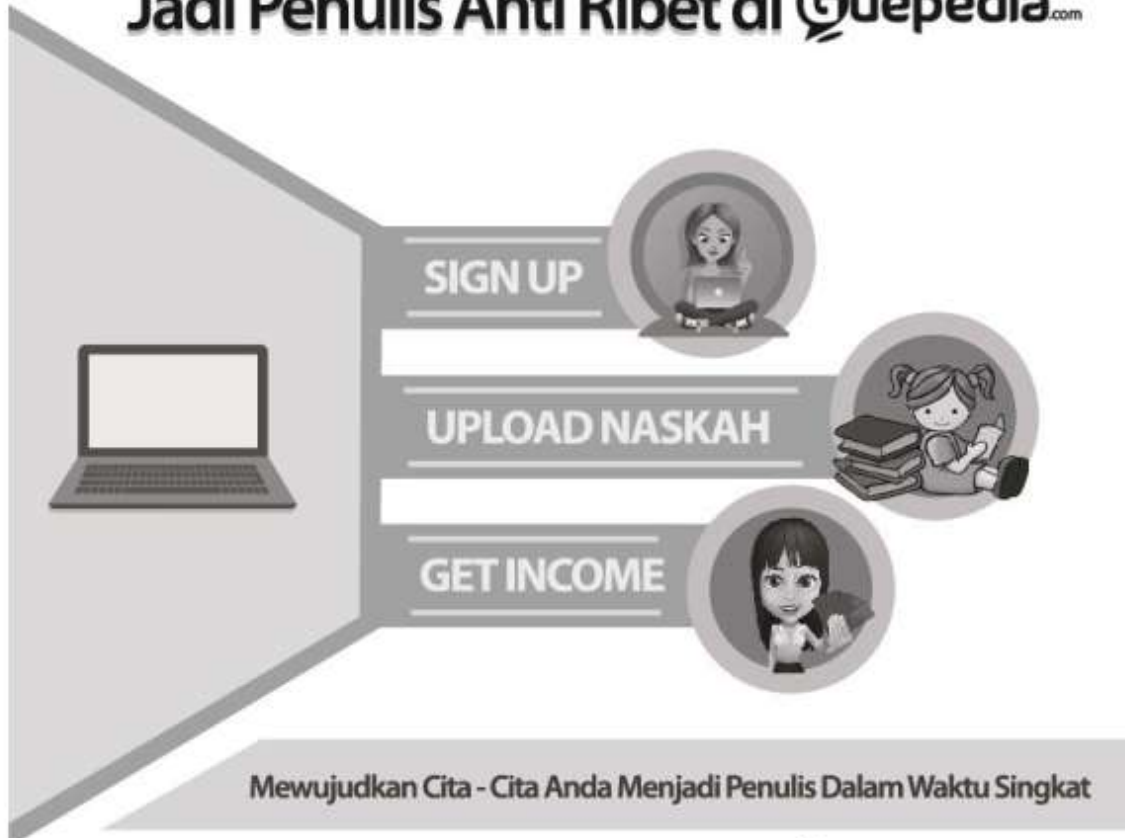 Jadi Penulis Anti Ribet di Guepedia.com
SIGN UP
UPLOAD NASKAH
GET INCOME
Mewujudkan Cita - Cita Anda Menjadi Penulis Dalam Waktu Singkat